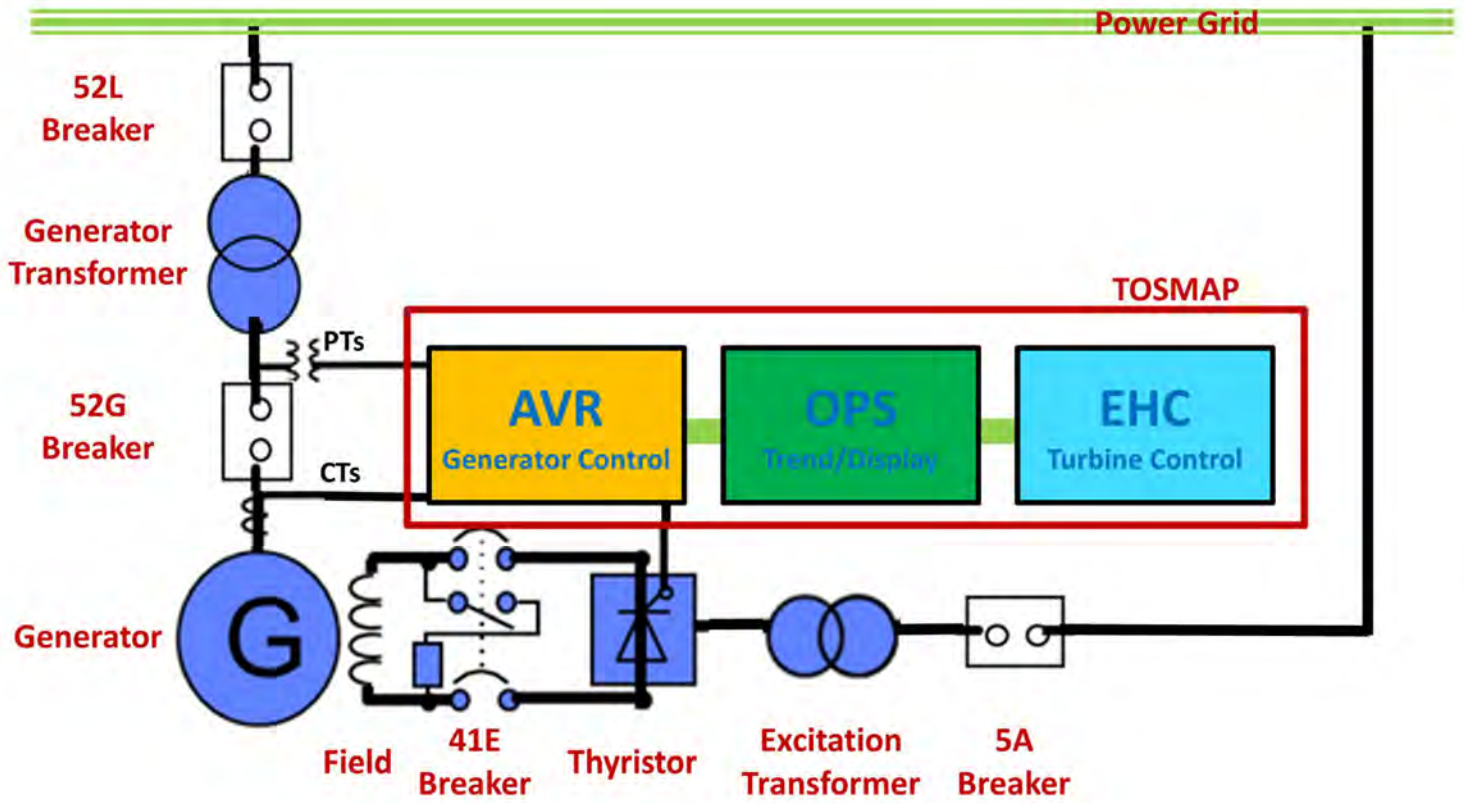 Power Grid
52L
Breaker
Generator
Transformer
TOSMAP
PTs
52G
Breaker
AVR
Generator Control
OPS
Trend/Display
EHC
Turbine Control
CTs
G
Generator
Field
41E
Breaker
Thyristor
Excitation
Transformer
5A
Breaker